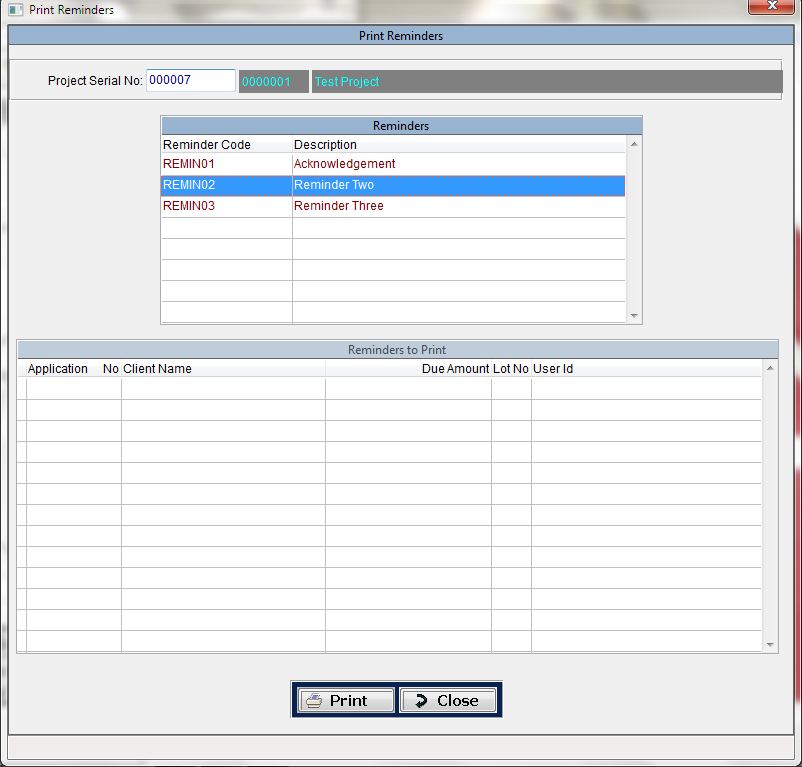 Print Reminders
Print Reminders
Project Serial No: 000007 0000001 Test Project
Reminders
Reminder Code Description
REMIN01 Acknowledgement
REMIN02 Reminder Two
REMIN03 Reminder Three
Reminders to Print
Application No Client Name Due Amount Lot No User Id
Print Close